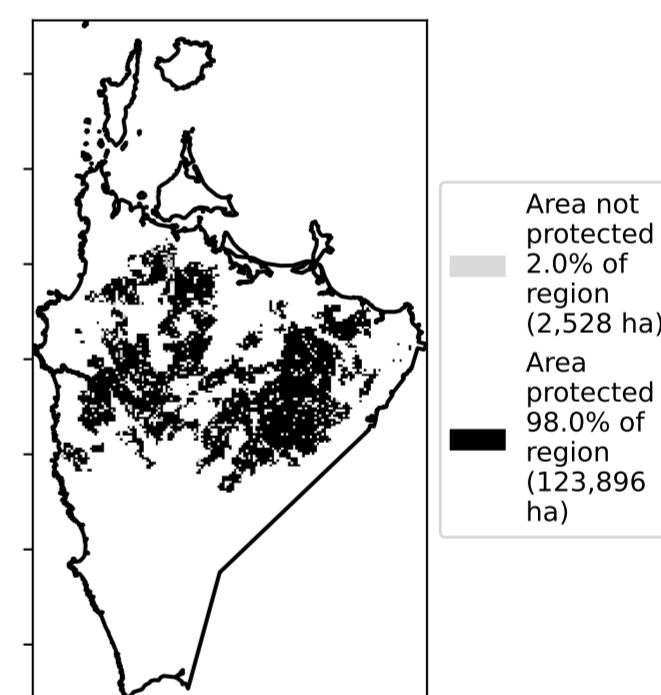 Area not
protected
2.0% of
region
(2,528 ha)
Area
protected
98.0% of
region
(123,896
ha)